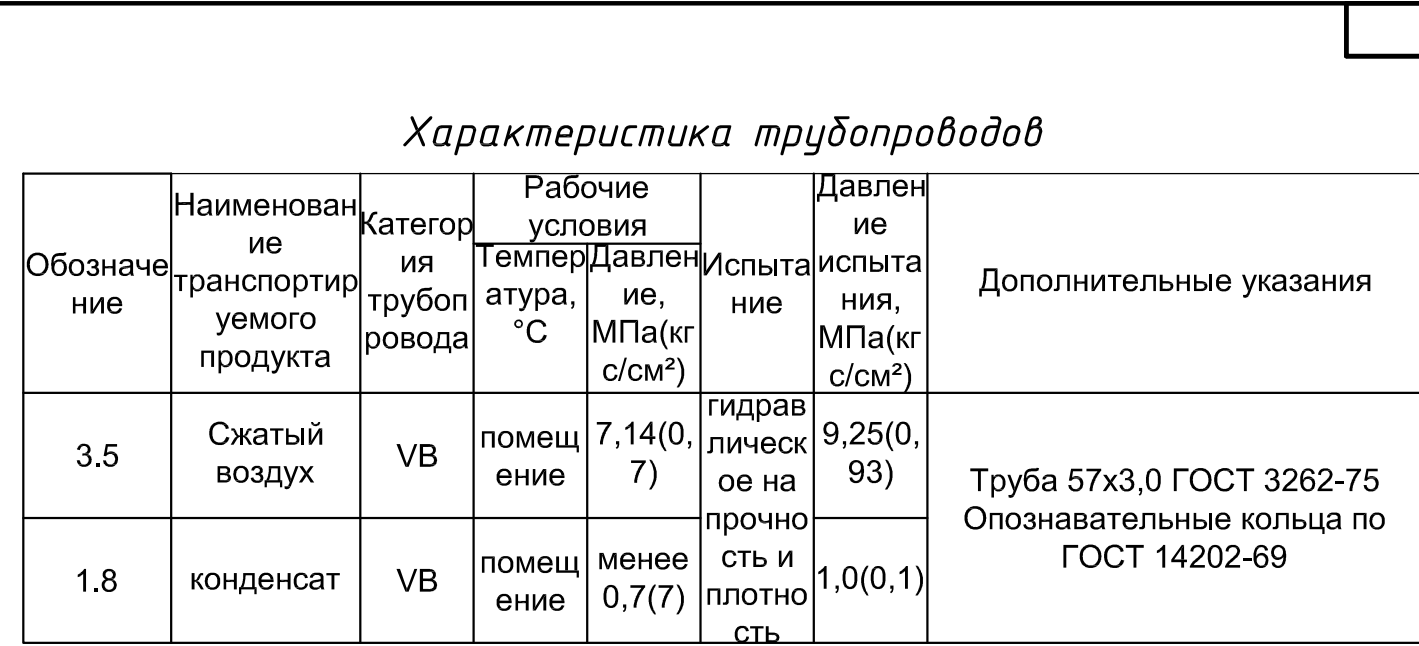 Характеристика трубопроводов
Обозначе
ние
Наименован
ие
транспортир
уемого
продукта
Категор
ия
трубоп
ровода
Рабочие
условия
Темпер
атура,
°С
Давлен
ие,
МПа(кг
с/см²)
Испыта
ние
Давлен
ие
испыта
ния,
МПа(кг
с/см²)
Дополнительные указания
3.5
Сжатый
воздух
VB
помещ
ение
7,14(0,
7)
гидрав
лическ
ое на
прочно
сть и
плотно
сть
9,25(0,
93)
Труба 57х3,0 ГОСТ 3262-75
Опознавательные кольца по
ГОСТ 14202-69
1.8
конденсат
VB
помещ
ение
менее
0,7(7)
1,0(0,1)